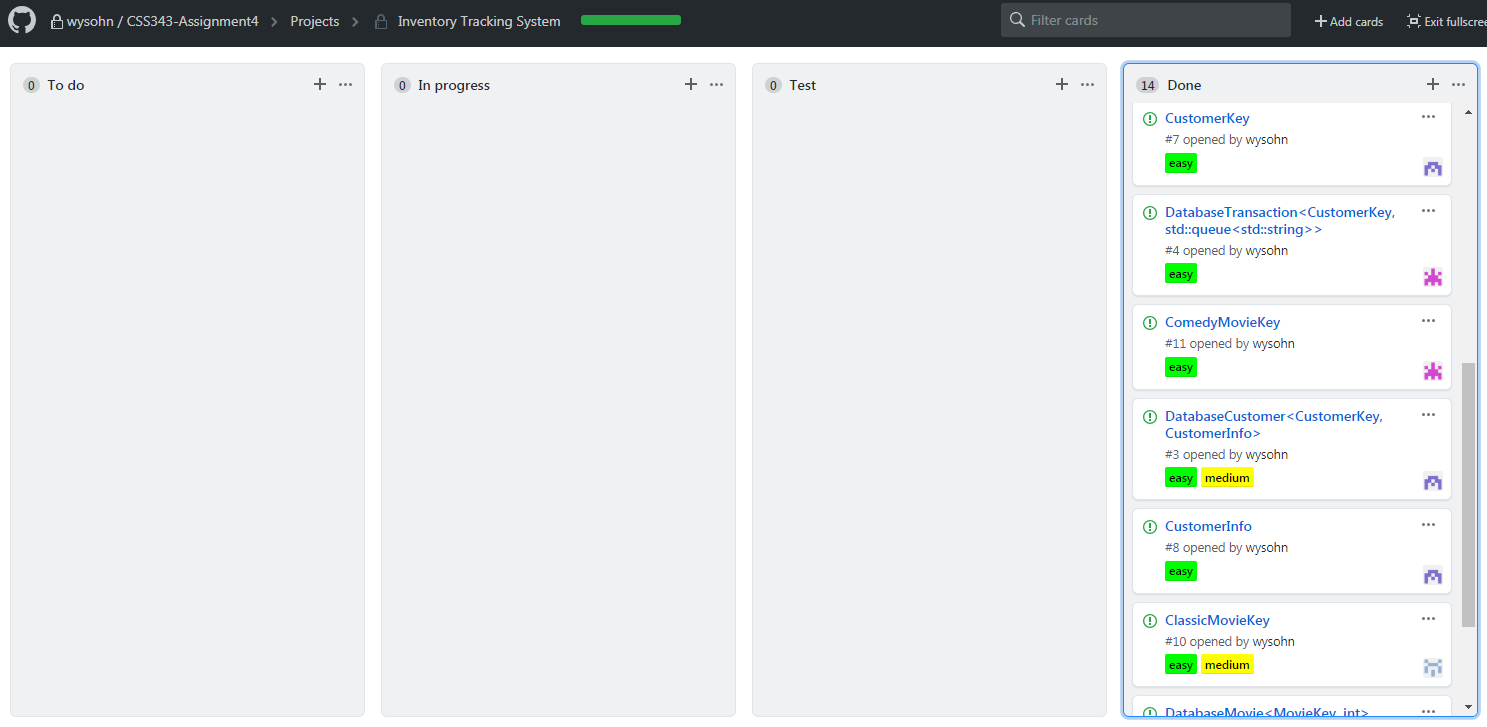 wysohn / CSS343-Assignment4 Projects Inventory Tracking System Filter cards Add cards Exit fullscree
0 To do
0 In progress
0 Test
14 Done
CustomerKey
#7 opened by wysohn
easy
DatabaseTransaction<CustomerKey,
std::queue<std::string>>
#4 opened by wysohn
easy
ComedyMovieKey
#11 opened by wysohn
easy
DatabaseCustomer<CustomerKey,
CustomerInfo>
#3 opened by wysohn
easy medium
CustomerInfo
#8 opened by wysohn
easy
ClassicMovieKey
#10 opened by wysohn
easy medium
DatabaseMovie<MovieKey, int>